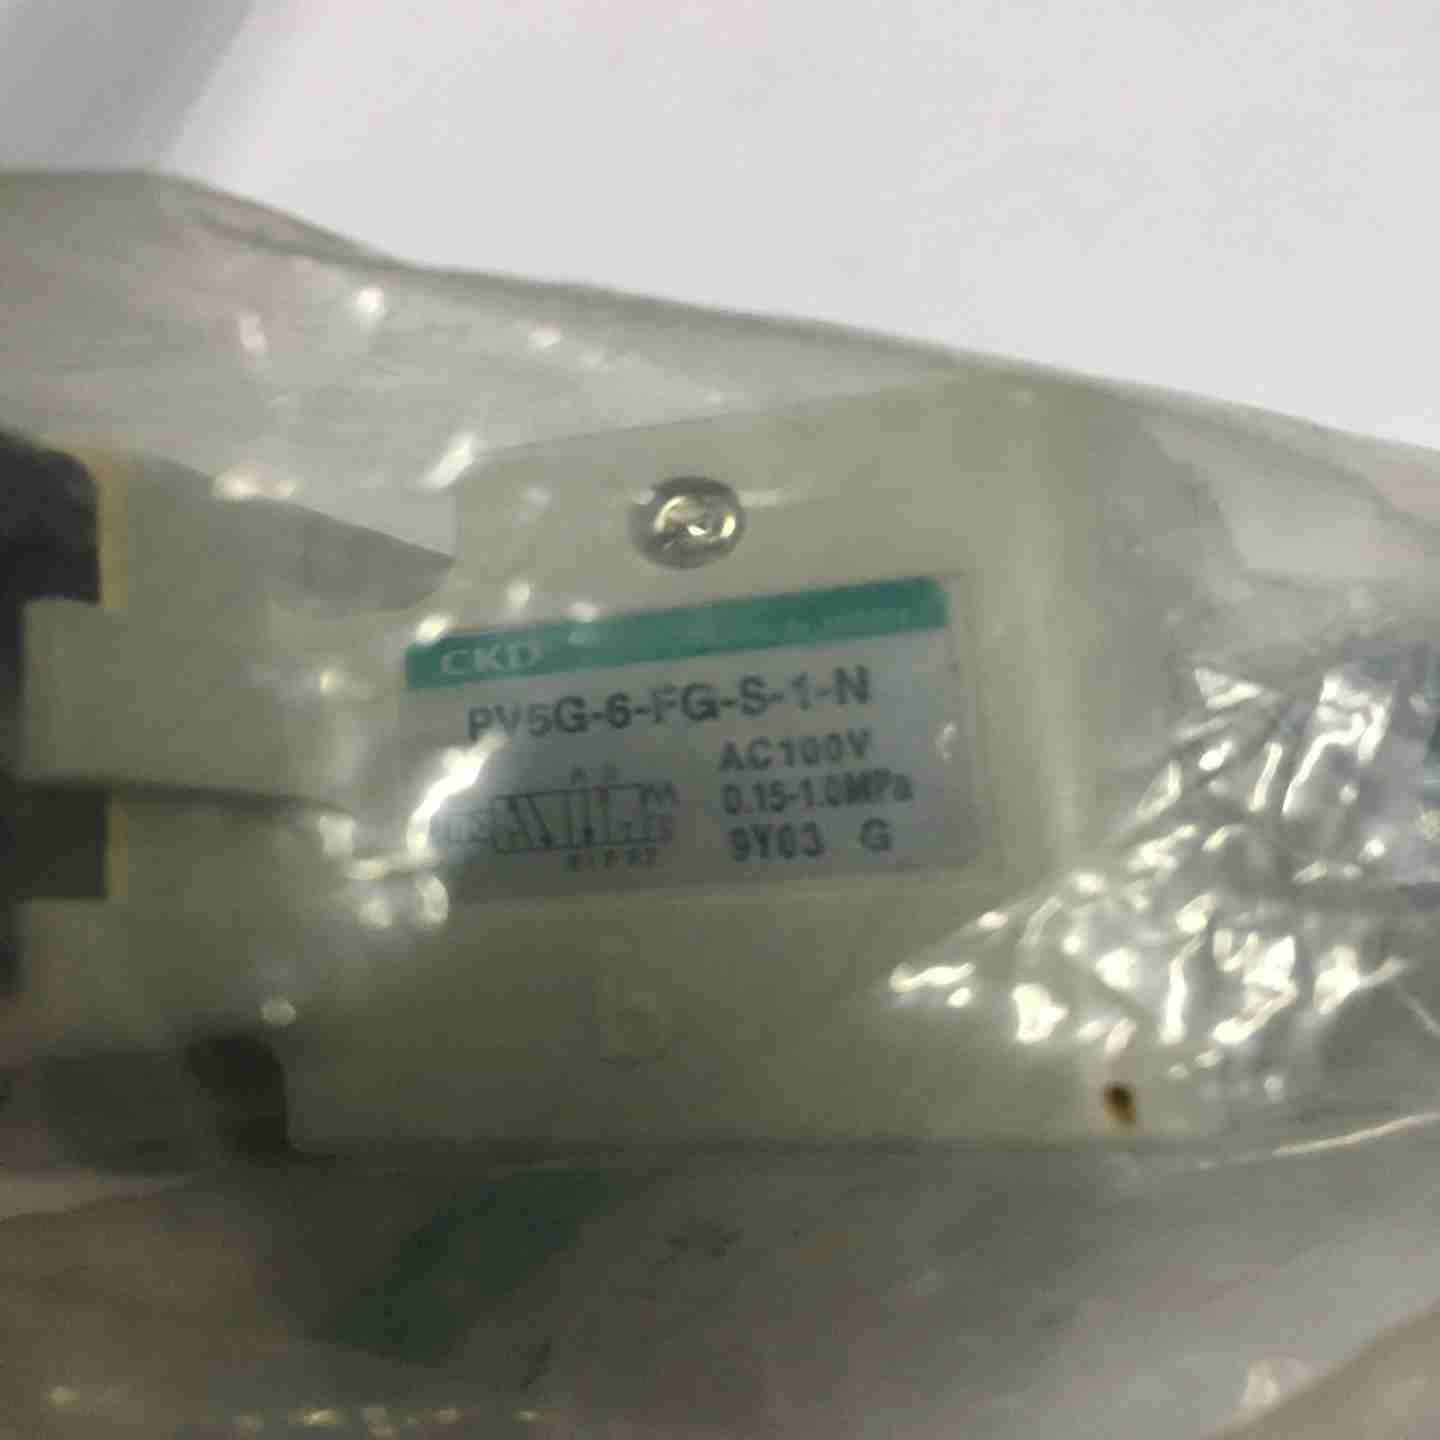 CKD
PV5G-6-FG-S-1-N
AC100V
0.15-1.0MPa
9Y03 G